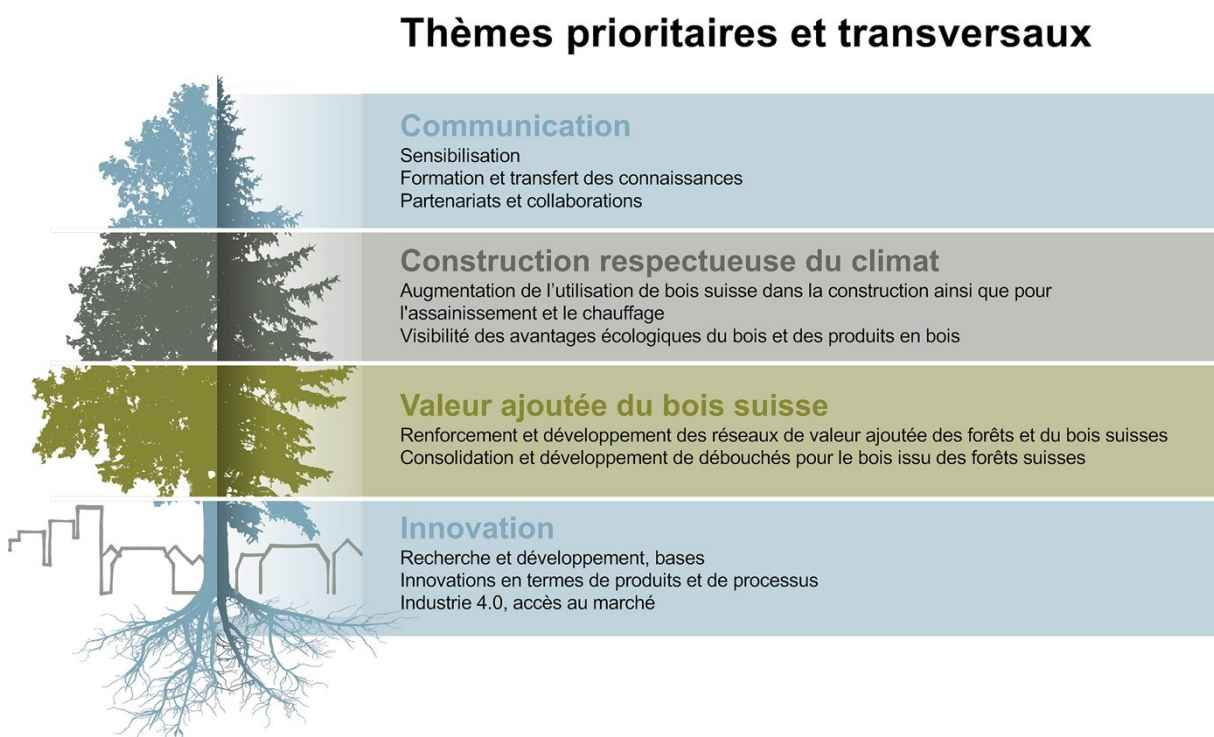 Thèmes prioritaires et transversaux
Communication
Sensibilisation
Formation et transfert des connaissances
Partenariats et collaborations
Construction respectueuse du climat
Augmentation de l’utilisation de bois suisse dans la construction ainsi que pour
l'assainissement et le chauffage
Visibilité des avantages écologiques du bois et des produits en bois
Valeur ajoutée du bois suisse
Renforcement et développement des réseaux de valeur ajoutée des forêts et du bois suisses
Consolidation et développement de débouchés pour le bois issu des forêts suisses
Innovation
Recherche et développement, bases
Innovations en termes de produits et de processus
Industrie 4.0, accès au marché